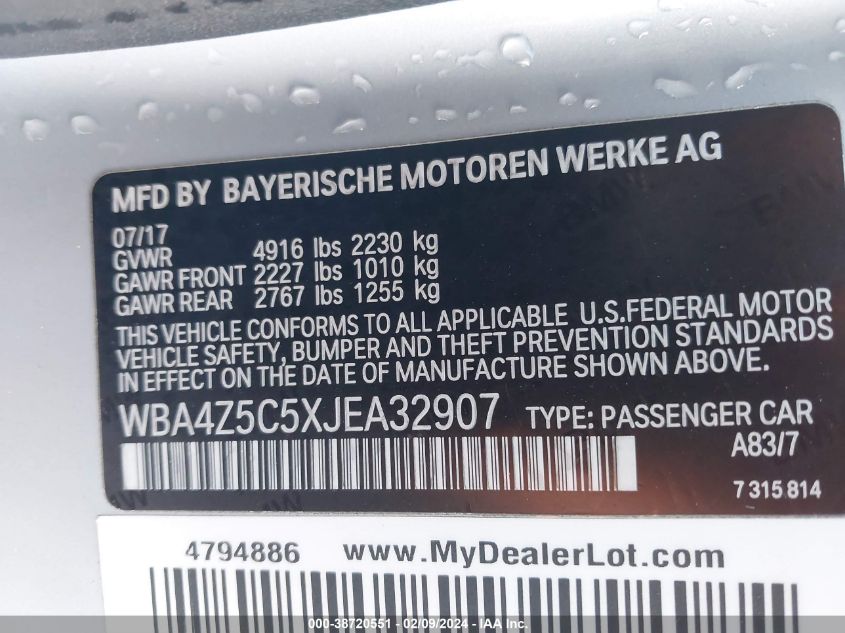 MFD BY BAYERISCHE MOTOREN WERKE AG
07/17
GVWR 4916 lbs 2230 kg
GAWR FRONT 2227 lbs 1010 kg
GAWR REAR 2767 lbs 1255 kg
THIS VEHICLE CONFORMS TO ALL APPLICABLE U.S.FEDERAL MOTOR
VEHICLE SAFETY, BUMPER AND THEFT PREVENTION STANDARDS
IN EFFECT ON THE DATE OF MANUFACTURE SHOWN ABOVE.
WBA4Z5C5XJEA32907 TYPE: PASSENGER CAR
A83/7
7 315 814
4794886 www.MyDealerLot.com
000-38720551 - 02/09/2024 - IAA Inc.